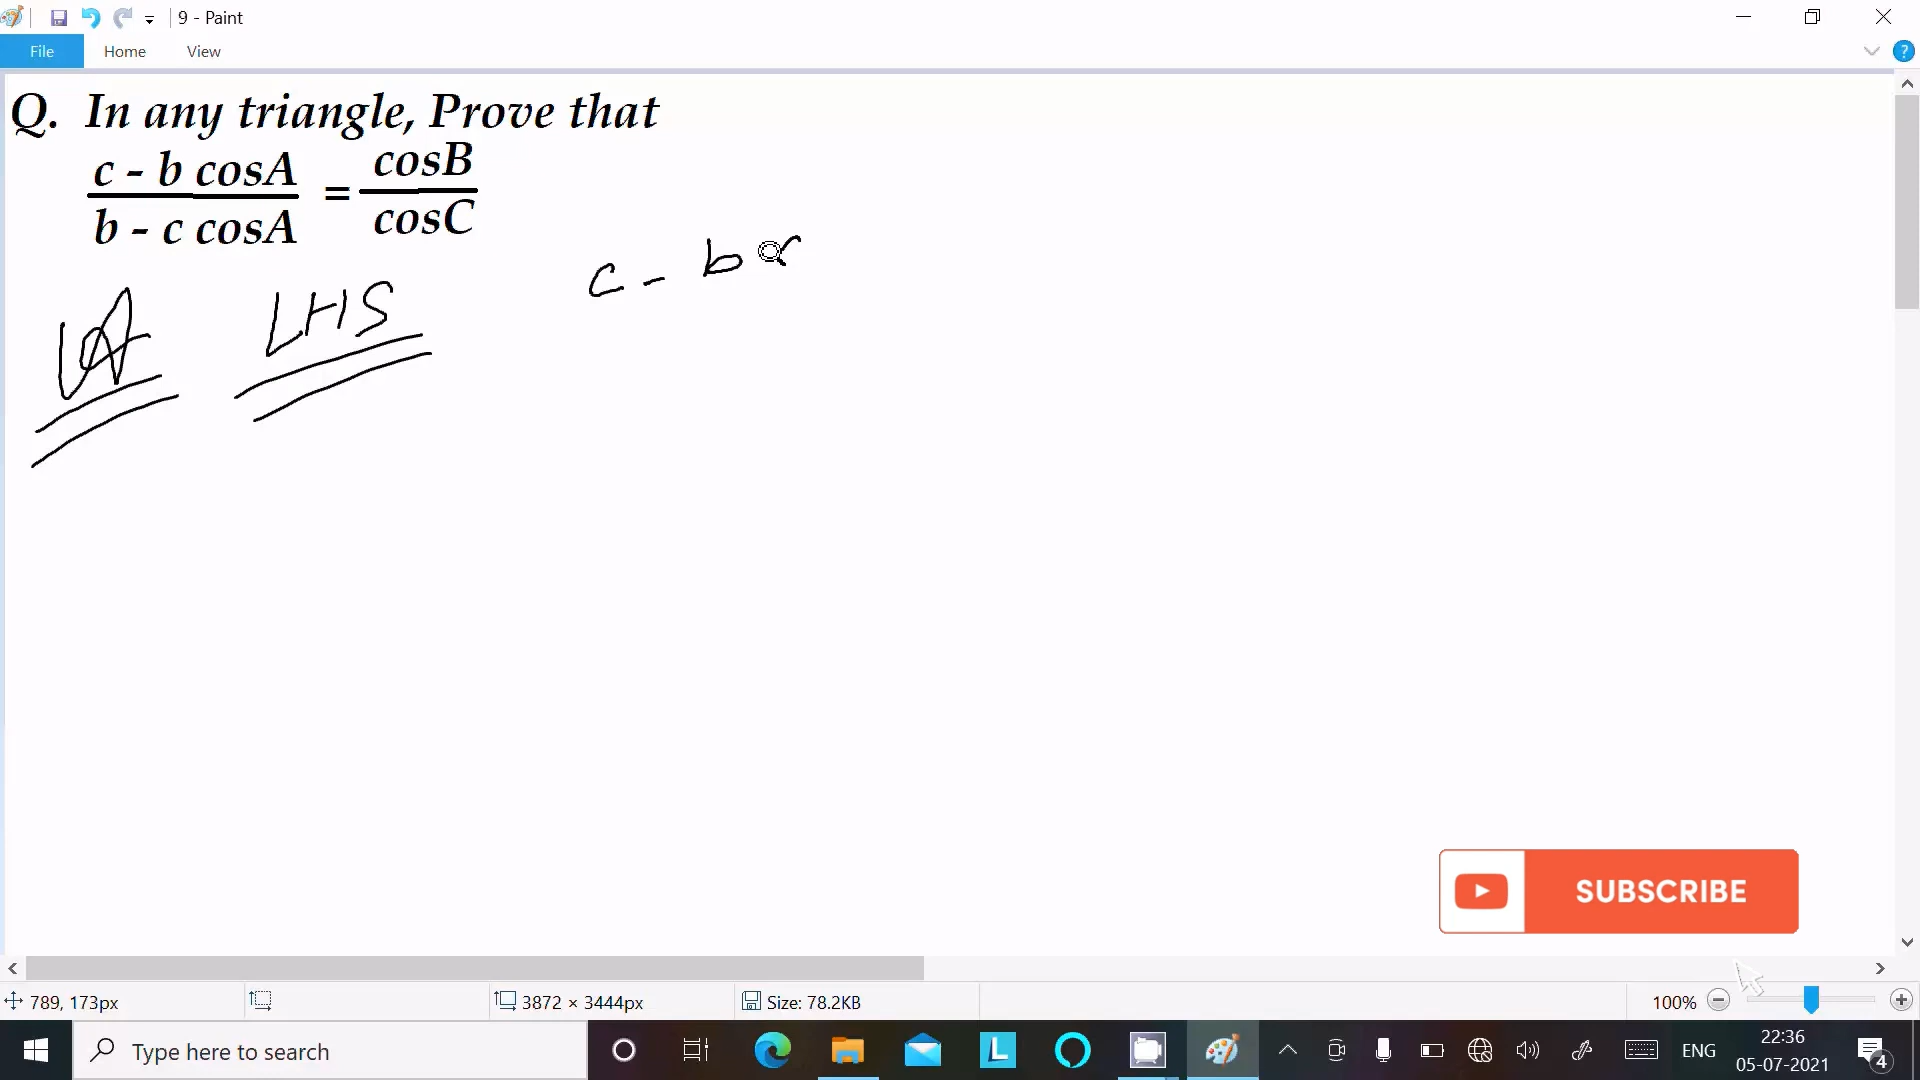 9 - Paint
File Home View
Q. In any triangle, Prove that
c - b cosA / b - c cosA = cosB / cosC
LHS
c - b
SUBSCRIBE
789, 173px
3872 × 3444px
Size: 78.2KB
100%
Type here to search
ENG
22:36
05-07-2021
4